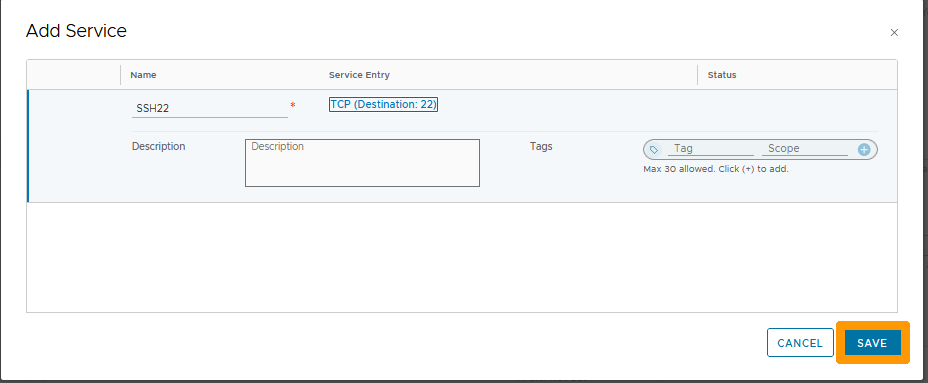 Add Service
Name Service Entry Status
SSH22 * TCP (Destination: 22)
Description Description Tags Tag Scope
Max 30 allowed. Click (+) to add.
CANCEL SAVE